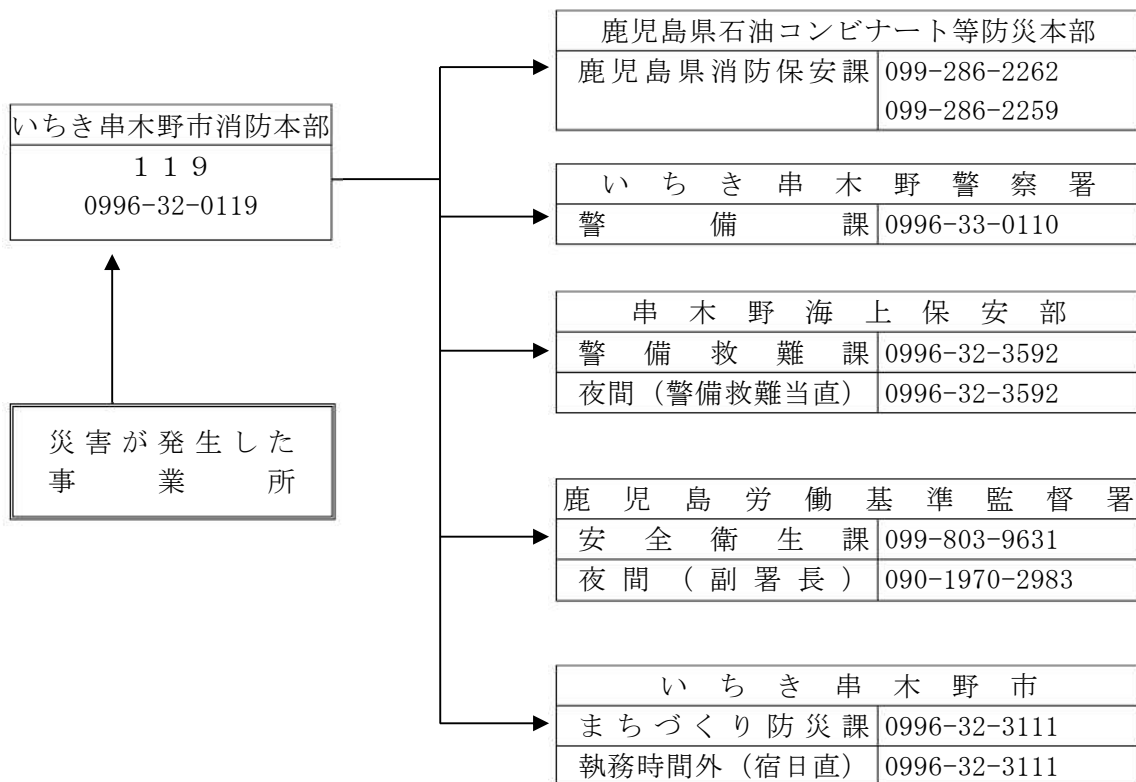 いちき串木野市消防本部
119
0996-32-0119
災害が発生した
事業所
鹿児島県石油コンビナート等防災本部
鹿児島県消防保安課 099-286-2262
099-286-2259
いちき串木野警察署
警備課 0996-33-0110
串木野海上保安部
警備救難課 0996-32-3592
夜間(警備救難当直) 0996-32-3592
鹿児島労働基準監督署
安全衛生課 099-803-9631
夜間(副署長) 090-1970-2983
いちき串木野市
まちづくり防災課 0996-32-3111
執務時間外(宿日直) 0996-32-3111